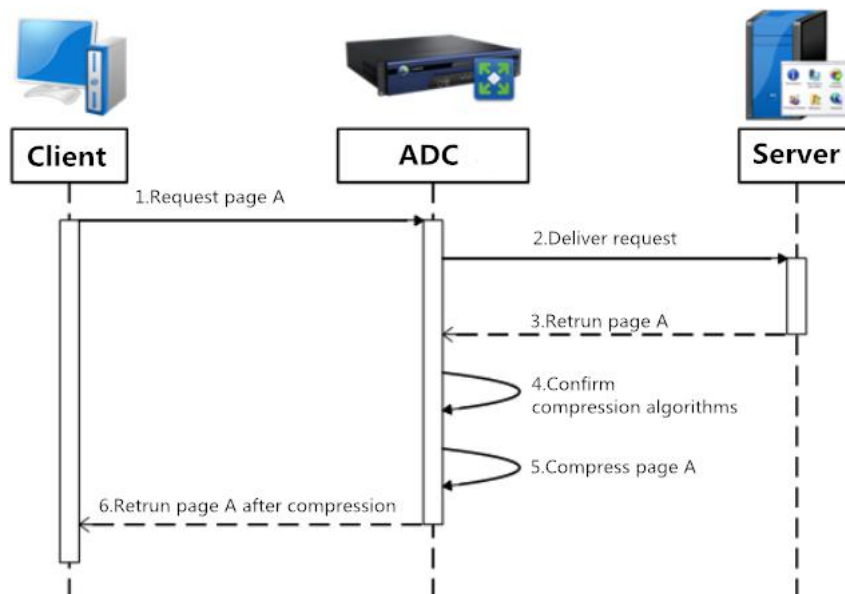 Client
ADC
Server
1.Request page A
2.Deliver request
3.Retrun page A
4.Confirm
compression algorithms
5.Compress page A
6.Retrun page A after compression